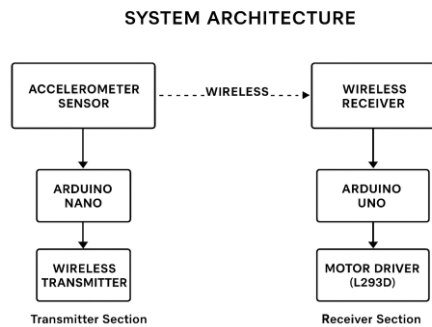 SYSTEM ARCHITECTURE
ACCELEROMETER
SENSOR
WIRELESS
WIRELESS
RECEIVER
ARDUINO
NANO
ARDUINO
UNO
WIRELESS
TRANSMITTER
MOTOR DRIVER
(L293D)
Transmitter Section
Receiver Section